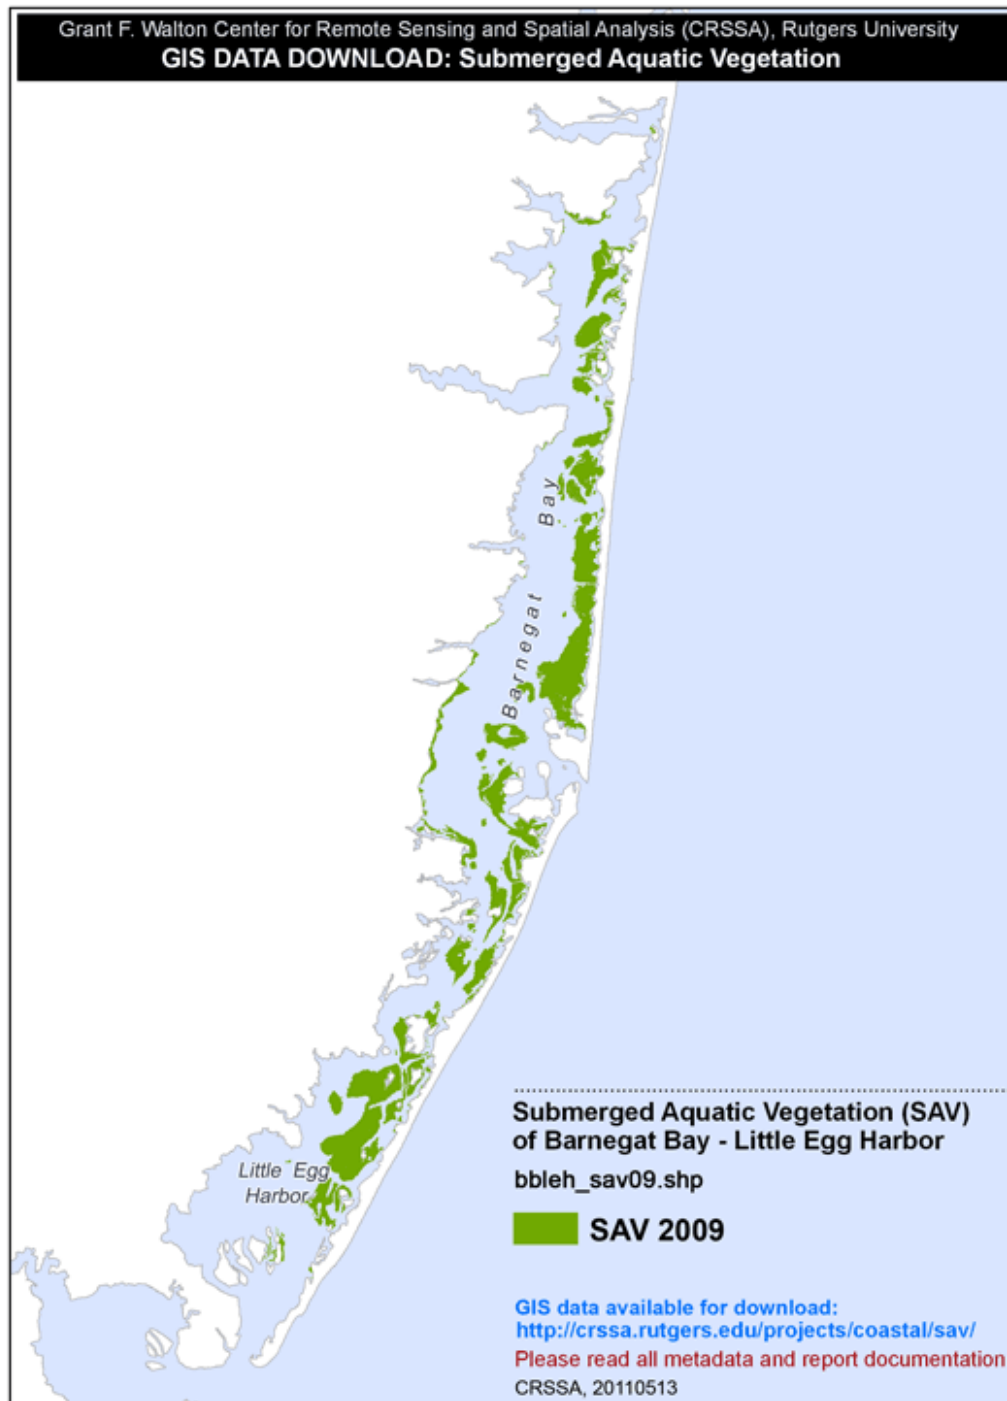 Grant F. Walton Center for Remote Sensing and Spatial Analysis (CRSSA), Rutgers University
GIS DATA DOWNLOAD: Submerged Aquatic Vegetation
Barnegat Bay
Little Egg
Harbor
Submerged Aquatic Vegetation (SAV)
of Barnegat Bay - Little Egg Harbor
bbleh_sav09.shp
SAV 2009
GIS data available for download:
http://crssa.rutgers.edu/projects/coastal/sav/
Please read all metadata and report documentation
CRSSA, 20110513